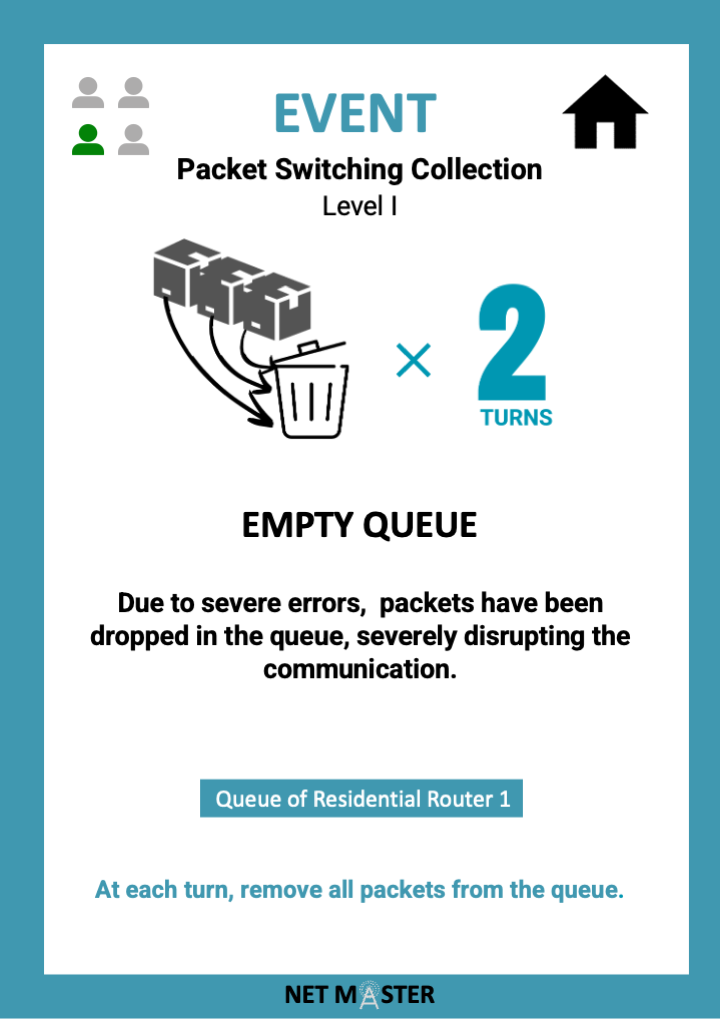 EVENT
Packet Switching Collection
Level I
× 2
TURNS
EMPTY QUEUE
Due to severe errors,  packets have been
dropped in the queue, severely disrupting the
communication.
Queue of Residential Router 1
At each turn, remove all packets from the queue.
NET MASTER